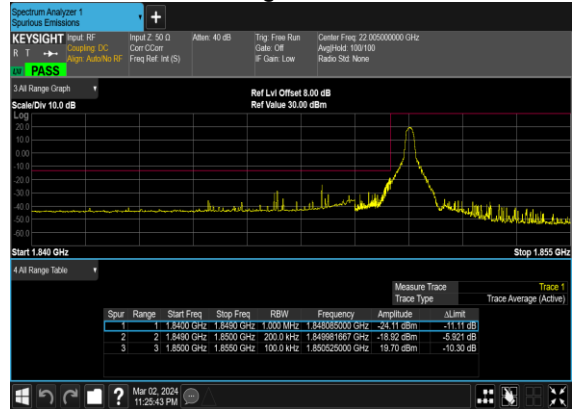 Spectrum Analyzer 1
Spurious Emissions
+
KEYSIGHT Input: RF Input Z: 50 Ω Atten: 40 dB Trig: Free Run Center Freq: 22.005000000 GHz
R T Coupling: DC Corr CCorr Gate: Off Avg|Hold: 100/100
Align: Auto/No RF Freq Ref: Int (S) IF Gain: Low Radio Std: None
PASS
3 All Range Graph
Ref Lvl Offset 8.00 dB
Scale/Div 10.0 dB Ref Value 30.00 dBm
Log
20.0
10.0
0.00
-10.0
-20.0
-30.0
-40.0
-50.0
-60.0
Start 1.840 GHz Stop 1.855 GHz
4 All Range Table
Measure Trace Trace 1
Trace Type Trace Average (Active)
Spur Range Start Freq Stop Freq RBW Frequency Amplitude ΔLimit
1 1 1.8400 GHz 1.8490 GHz 1.000 MHz 1.848085000 GHz -24.11 dBm -11.11 dB
2 2 1.8490 GHz 1.8500 GHz 200.0 kHz 1.849981667 GHz -18.92 dBm -5.921 dB
3 3 1.8500 GHz 1.8550 GHz 100.0 kHz 1.850525000 GHz 19.70 dBm -10.30 dB
?
Mar 02, 2024
11:25:43 PM